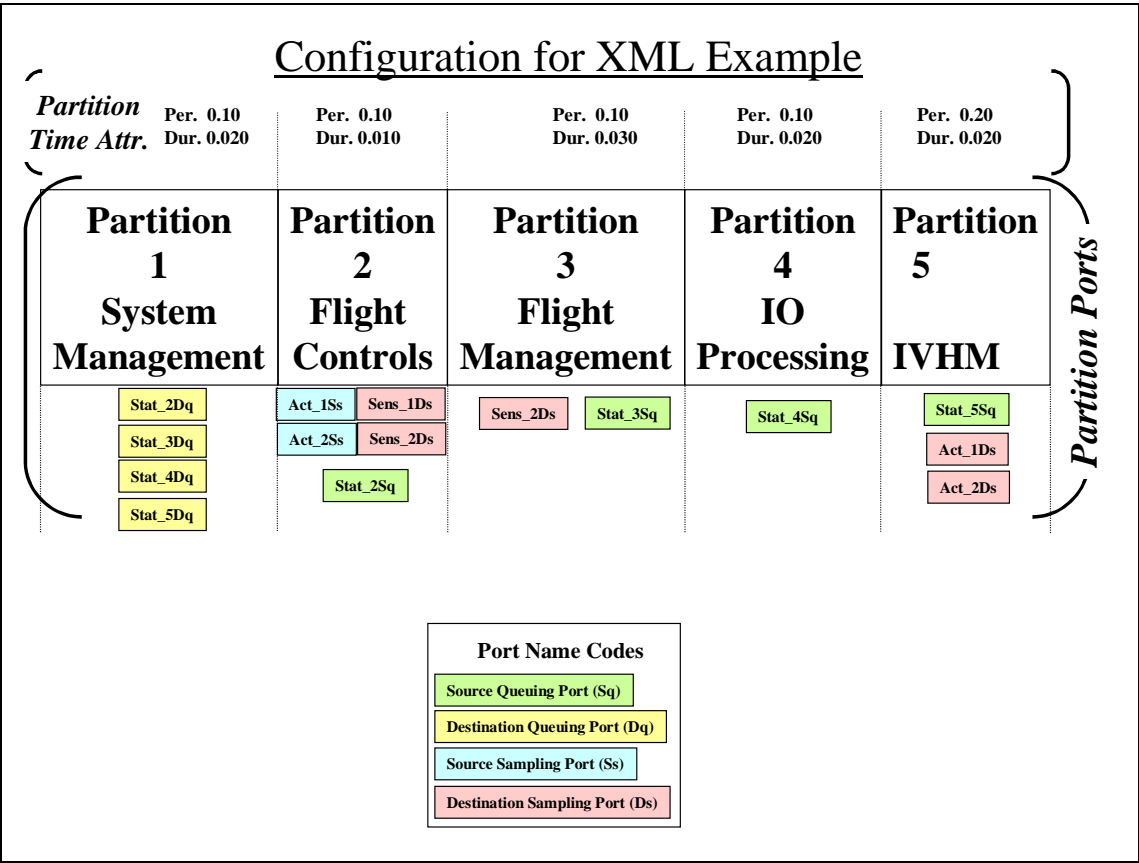 Configuration for XML Example
Partition
Time Attr.
Per. 0.10
Dur. 0.020
Per. 0.10
Dur. 0.010
Per. 0.10
Dur. 0.030
Per. 0.10
Dur. 0.020
Per. 0.20
Dur. 0.020
Partition
1
System
Management
Partition
2
Flight
Controls
Partition
3
Flight
Management
Partition
4
IO
Processing
Partition
5
IVHM
Partition Ports
Stat_2Dq
Stat_3Dq
Stat_4Dq
Stat_5Dq
Act_1Ss
Sens_1Ds
Act_2Ss
Sens_2Ds
Stat_2Sq
Sens_2Ds
Stat_3Sq
Stat_4Sq
Stat_5Sq
Act_1Ds
Act_2Ds
Port Name Codes
Source Queuing Port (Sq)
Destination Queuing Port (Dq)
Source Sampling Port (Ss)
Destination Sampling Port (Ds)